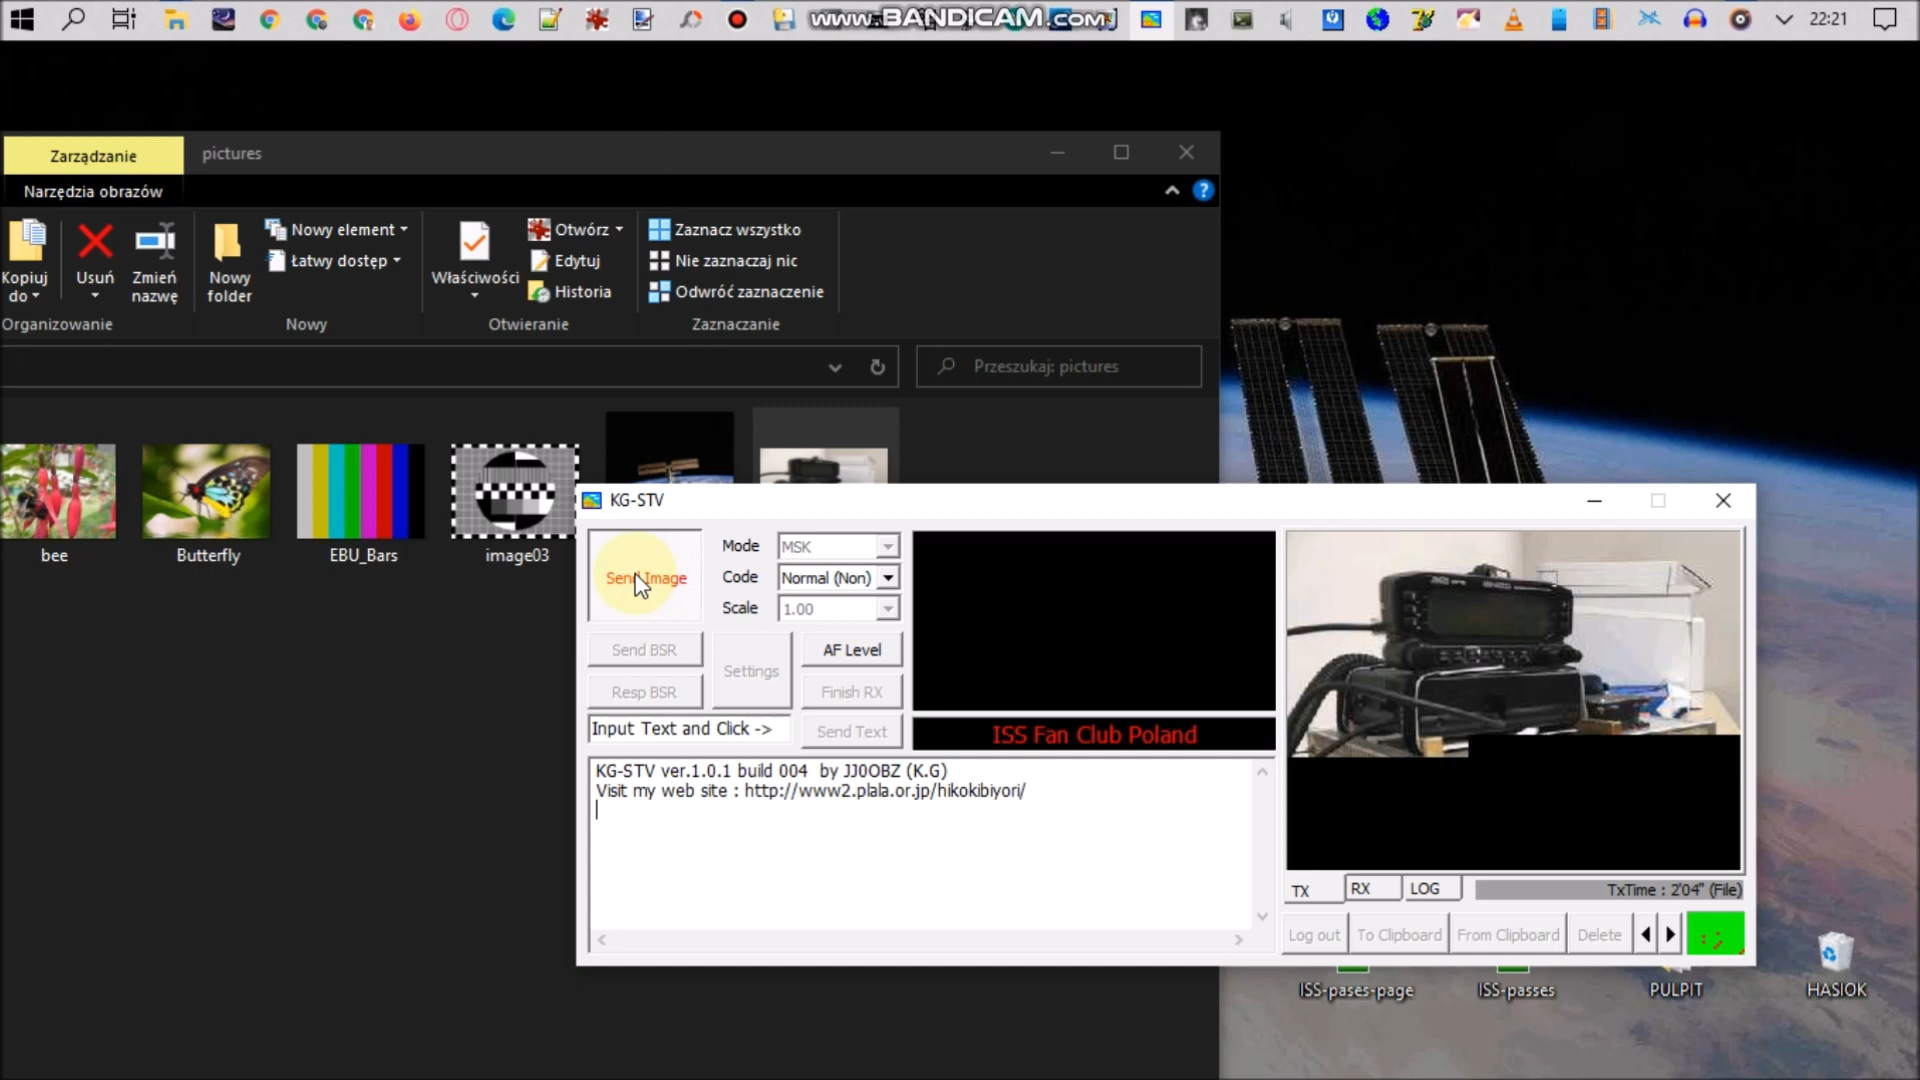 www.BANDICAM.com
22:21
Zarządzanie
pictures
Narzędzia obrazów
Kopiuj
do
Usuń
Zmień
nazwę
Nowy
folder
Nowy element
Łatwy dostęp
Właściwości
Otwórz
Edytuj
Historia
Zaznacz wszystko
Nie zaznaczaj nic
Odwróć zaznaczenie
Organizowanie
Nowy
Otwieranie
Zaznaczanie
Przeszukaj: pictures
bee
Butterfly
EBU_Bars
image03
KG-STV
Send Image
Mode
MSK
Code
Normal (Non)
Scale
1.00
Send BSR
Settings
AF Level
Resp BSR
Finish RX
Input Text and Click ->
Send Text
ISS Fan Club Poland
KG-STV ver.1.0.1 build 004 by JJ0OBZ (K.G)
Visit my web site : http://www2.plala.or.jp/hikokibiyori/
TX
RX
LOG
TxTime : 2'04" (File)
Log out
To Clipboard
From Clipboard
Delete
ISS-pases-page
ISS-passes
PULPIT
HASIOK